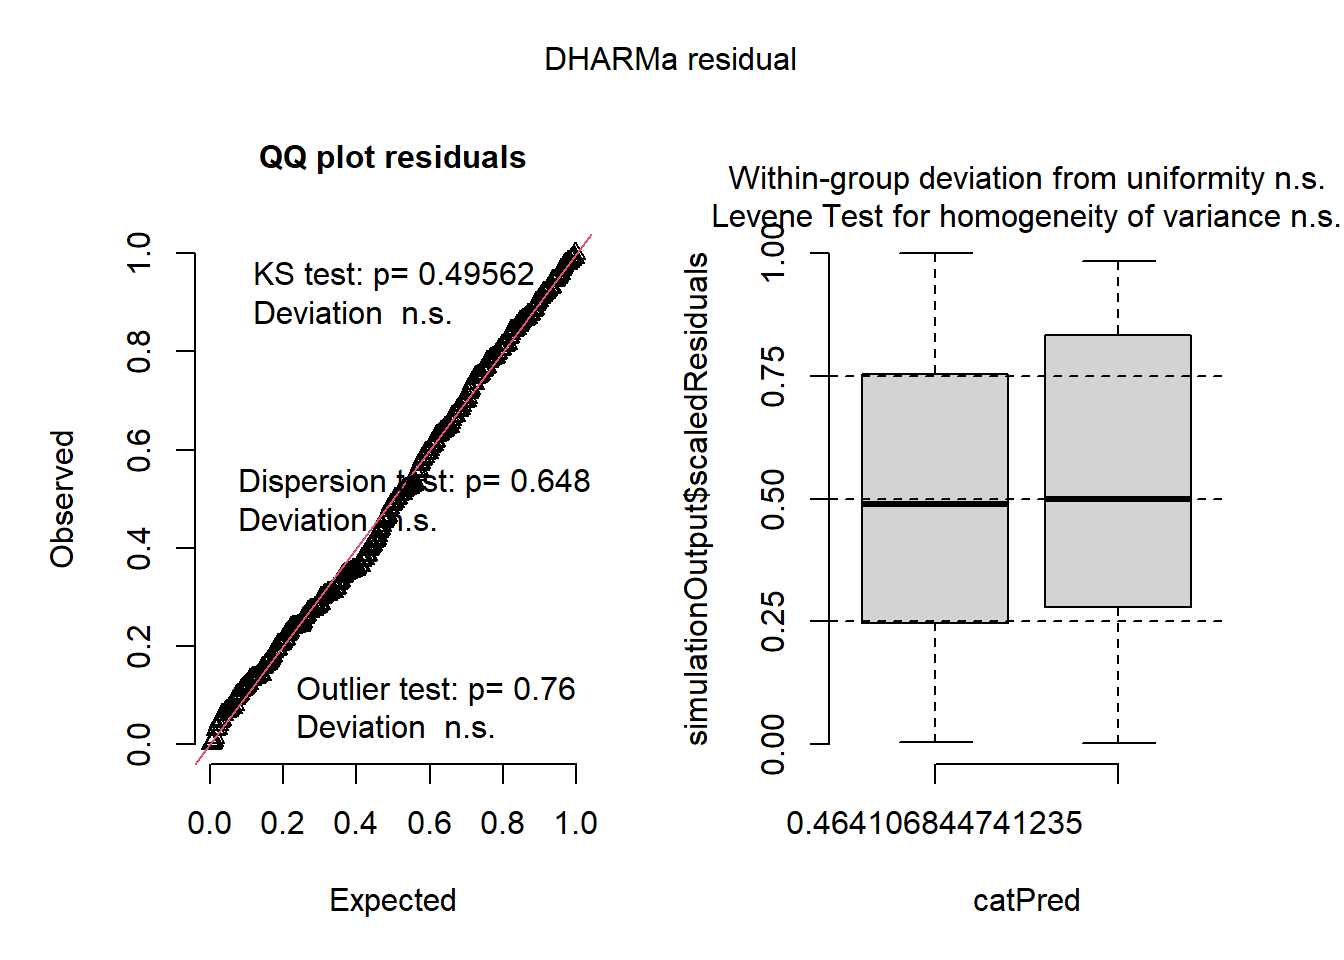 DHARMa residual
QQ plot residuals
KS test: p= 0.49562
Deviation  n.s.
Dispersion test: p= 0.648
Deviation  n.s.
Outlier test: p= 0.76
Deviation  n.s.
Observed
0.0
0.2
0.4
0.6
0.8
1.0
0.0 0.2 0.4 0.6 0.8 1.0
Expected
Within-group deviation from uniformity n.s.
Levene Test for homogeneity of variance n.s.
simulationOutput$scaledResiduals
0.00
0.25
0.50
0.75
1.00
0.464106844741235
catPred